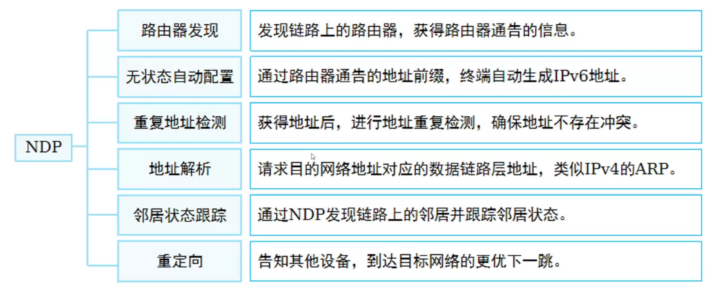 NDP
路由器发现
发现链路上的路由器，获得路由器通告的信息。
无状态自动配置
通过路由器通告的地址前缀，终端自动生成IPv6地址。
重复地址检测
获得地址后，进行地址重复检测，确保地址不存在冲突。
地址解析
请求目的网络地址对应的数据链路层地址，类似IPv4的ARP。
邻居状态跟踪
通过NDP发现链路上的邻居并跟踪邻居状态。
重定向
告知其他设备，到达目标网络的更优下一跳。